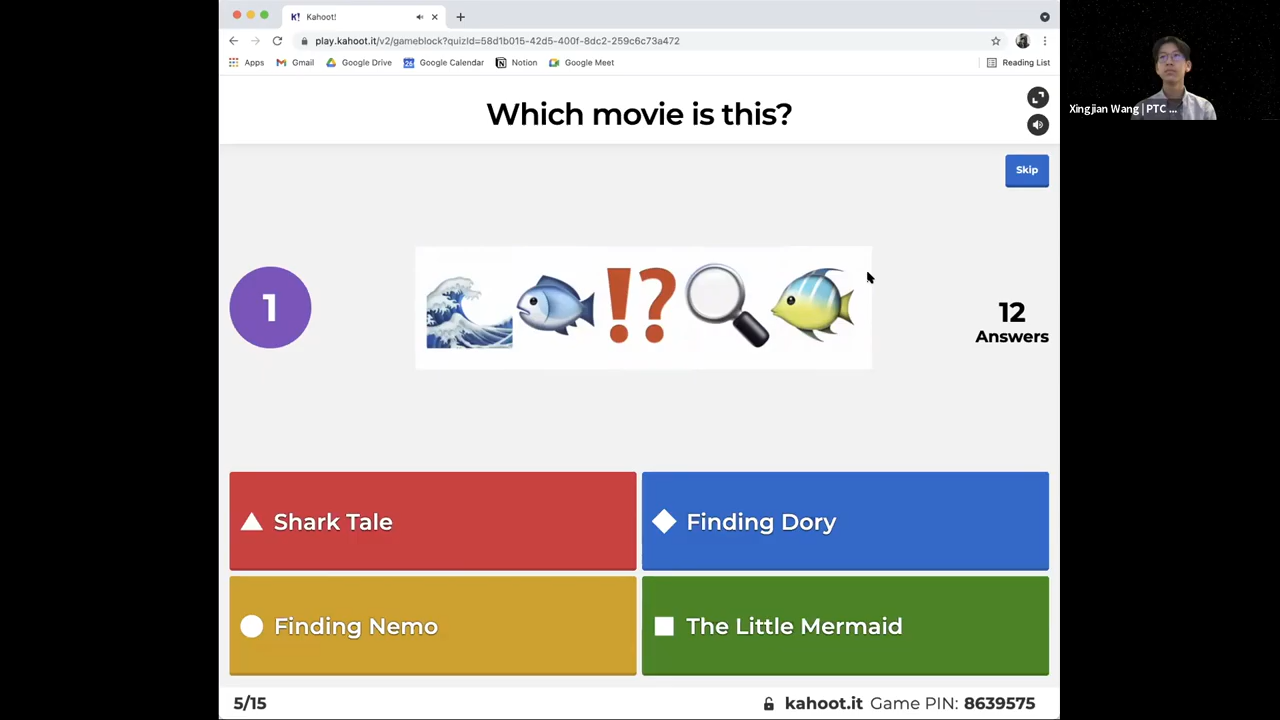 Kahoot!
play.kahoot.it/v2/gameblock?quizId=58d1b015-42d5-400f-8dc2-259c6c73a472
Apps Gmail Google Drive Google Calendar Notion Google Meet Reading List
Xingjian Wang | PTC ...
Which movie is this?
Skip
1
12
Answers
Shark Tale
Finding Dory
Finding Nemo
The Little Mermaid
5/15
kahoot.it Game PIN: 8639575